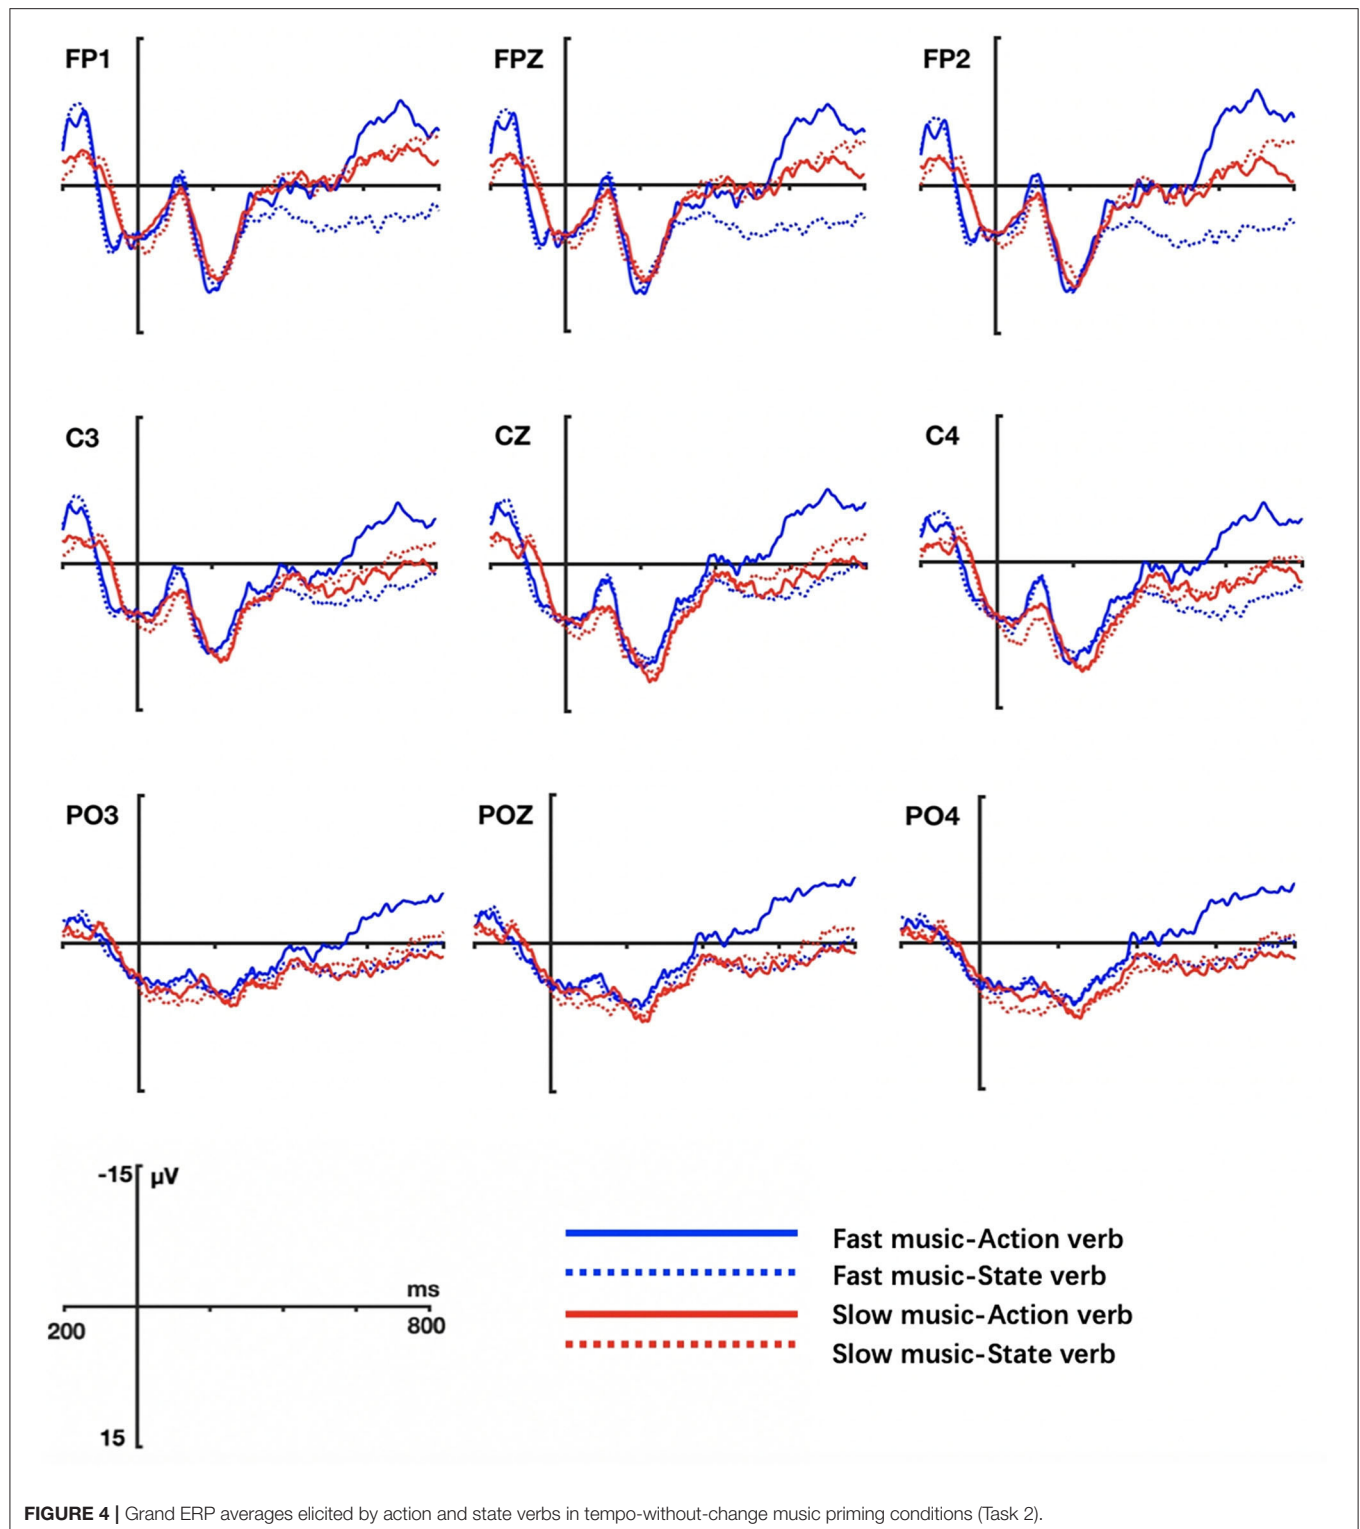 FP1
FPZ
FP2
C3
CZ
C4
PO3
POZ
PO4
-15 µV
ms
200
800
15
Fast music-Action verb
Fast music-State verb
Slow music-Action verb
Slow music-State verb
FIGURE 4 | Grand ERP averages elicited by action and state verbs in tempo-without-change music priming conditions (Task 2).